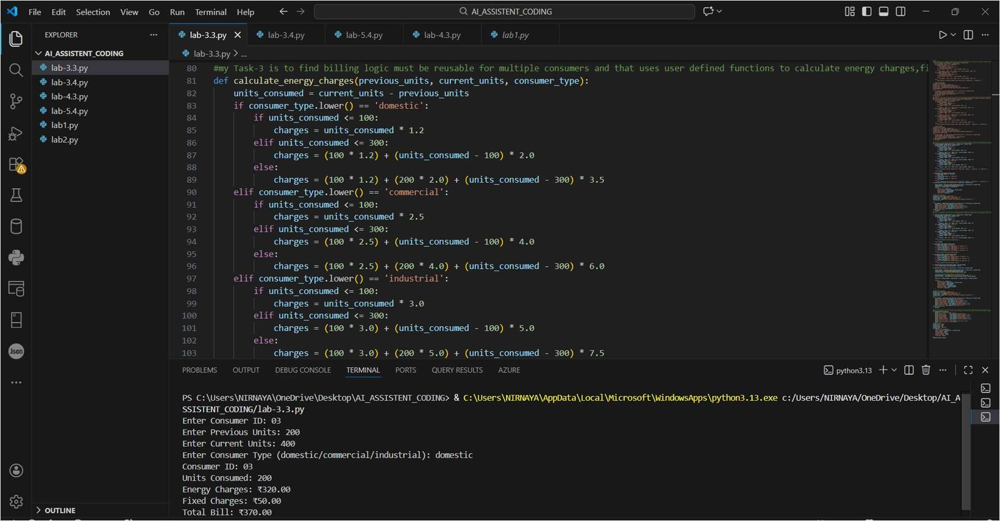 File Edit Selection View Go Run Terminal Help
AI_ASSISTENT_CODING
EXPLORER
AI_ASSISTENT_CODING
lab-3.3.py
lab-3.4.py
lab-4.3.py
lab-5.4.py
lab1.py
lab2.py
Json
OUTLINE
lab-3.3.py lab-3.4.py lab-5.4.py lab-4.3.py lab1.py
lab-3.3.py > ...
80 #my Task-3 is to find billing logic must be reusable for multiple consumers and that uses user defined functions to calculate energy charges,fi
81 def calculate_energy_charges(previous_units, current_units, consumer_type):
82     units_consumed = current_units - previous_units
83     if consumer_type.lower() == 'domestic':
84         if units_consumed <= 100:
85             charges = units_consumed * 1.2
86         elif units_consumed <= 300:
87             charges = (100 * 1.2) + (units_consumed - 100) * 2.0
88         else:
89             charges = (100 * 1.2) + (200 * 2.0) + (units_consumed - 300) * 3.5
90     elif consumer_type.lower() == 'commercial':
91         if units_consumed <= 100:
92             charges = units_consumed * 2.5
93         elif units_consumed <= 300:
94             charges = (100 * 2.5) + (units_consumed - 100) * 4.0
95         else:
96             charges = (100 * 2.5) + (200 * 4.0) + (units_consumed - 300) * 6.0
97     elif consumer_type.lower() == 'industrial':
98         if units_consumed <= 100:
99             charges = units_consumed * 3.0
100         elif units_consumed <= 300:
101             charges = (100 * 3.0) + (units_consumed - 100) * 5.0
102         else:
103             charges = (100 * 3.0) + (200 * 5.0) + (units_consumed - 300) * 7.5
PROBLEMS OUTPUT DEBUG CONSOLE TERMINAL PORTS QUERY RESULTS AZURE
python3.13
PS C:\Users\NIRNAYA\OneDrive\Desktop\AI_ASSISTENT_CODING> & C:\Users\NIRNAYA\AppData\Local\Microsoft\WindowsApps\python3.13.exe c:/Users/NIRNAYA/OneDrive/Desktop/AI_A
SSISTENT_CODING/lab-3.3.py
Enter Consumer ID: 03
Enter Previous Units: 200
Enter Current Units: 400
Enter Consumer Type (domestic/commercial/industrial): domestic
Consumer ID: 03
Units Consumed: 200
Energy Charges: ₹320.00
Fixed Charges: ₹50.00
Total Bill: ₹370.00